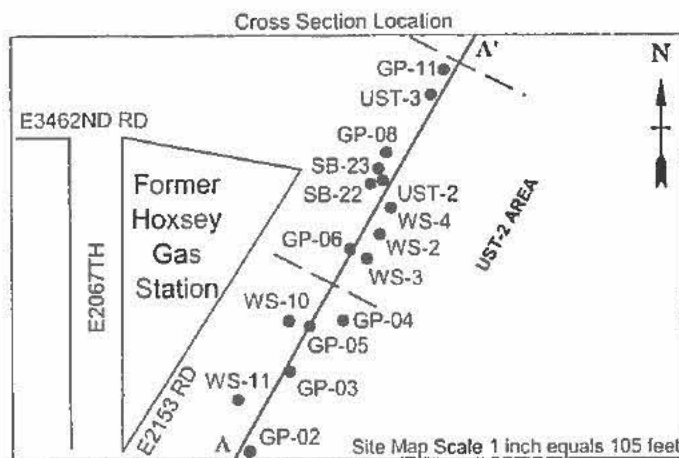 Cross Section Location
A'
N
GP-11
UST-3
E3462ND RD
GP-08
SB-23
SB-22
UST-2
WS-4
WS-2
WS-3
GP-06
UST-2 AREA
Former
Hoxsey
Gas
Station
E2067TH
WS-10
GP-04
GP-05
GP-03
WS-11
E2153 RD
A
GP-02
Site Map Scale 1 inch equals 105 feet